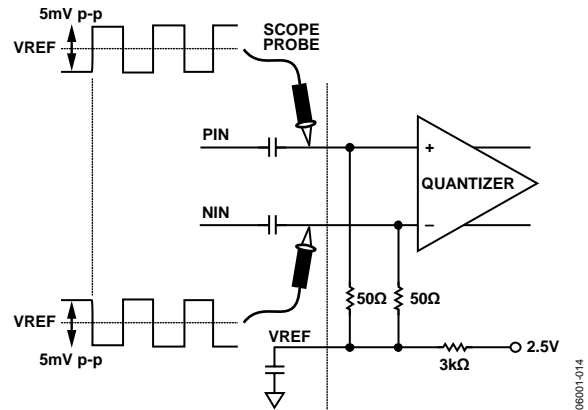 5mV p-p
VREF
SCOPE
PROBE
PIN
+
QUANTIZER
NIN
–
50Ω
50Ω
VREF
5mV p-p
VREF
2.5V
3kΩ
06001-014